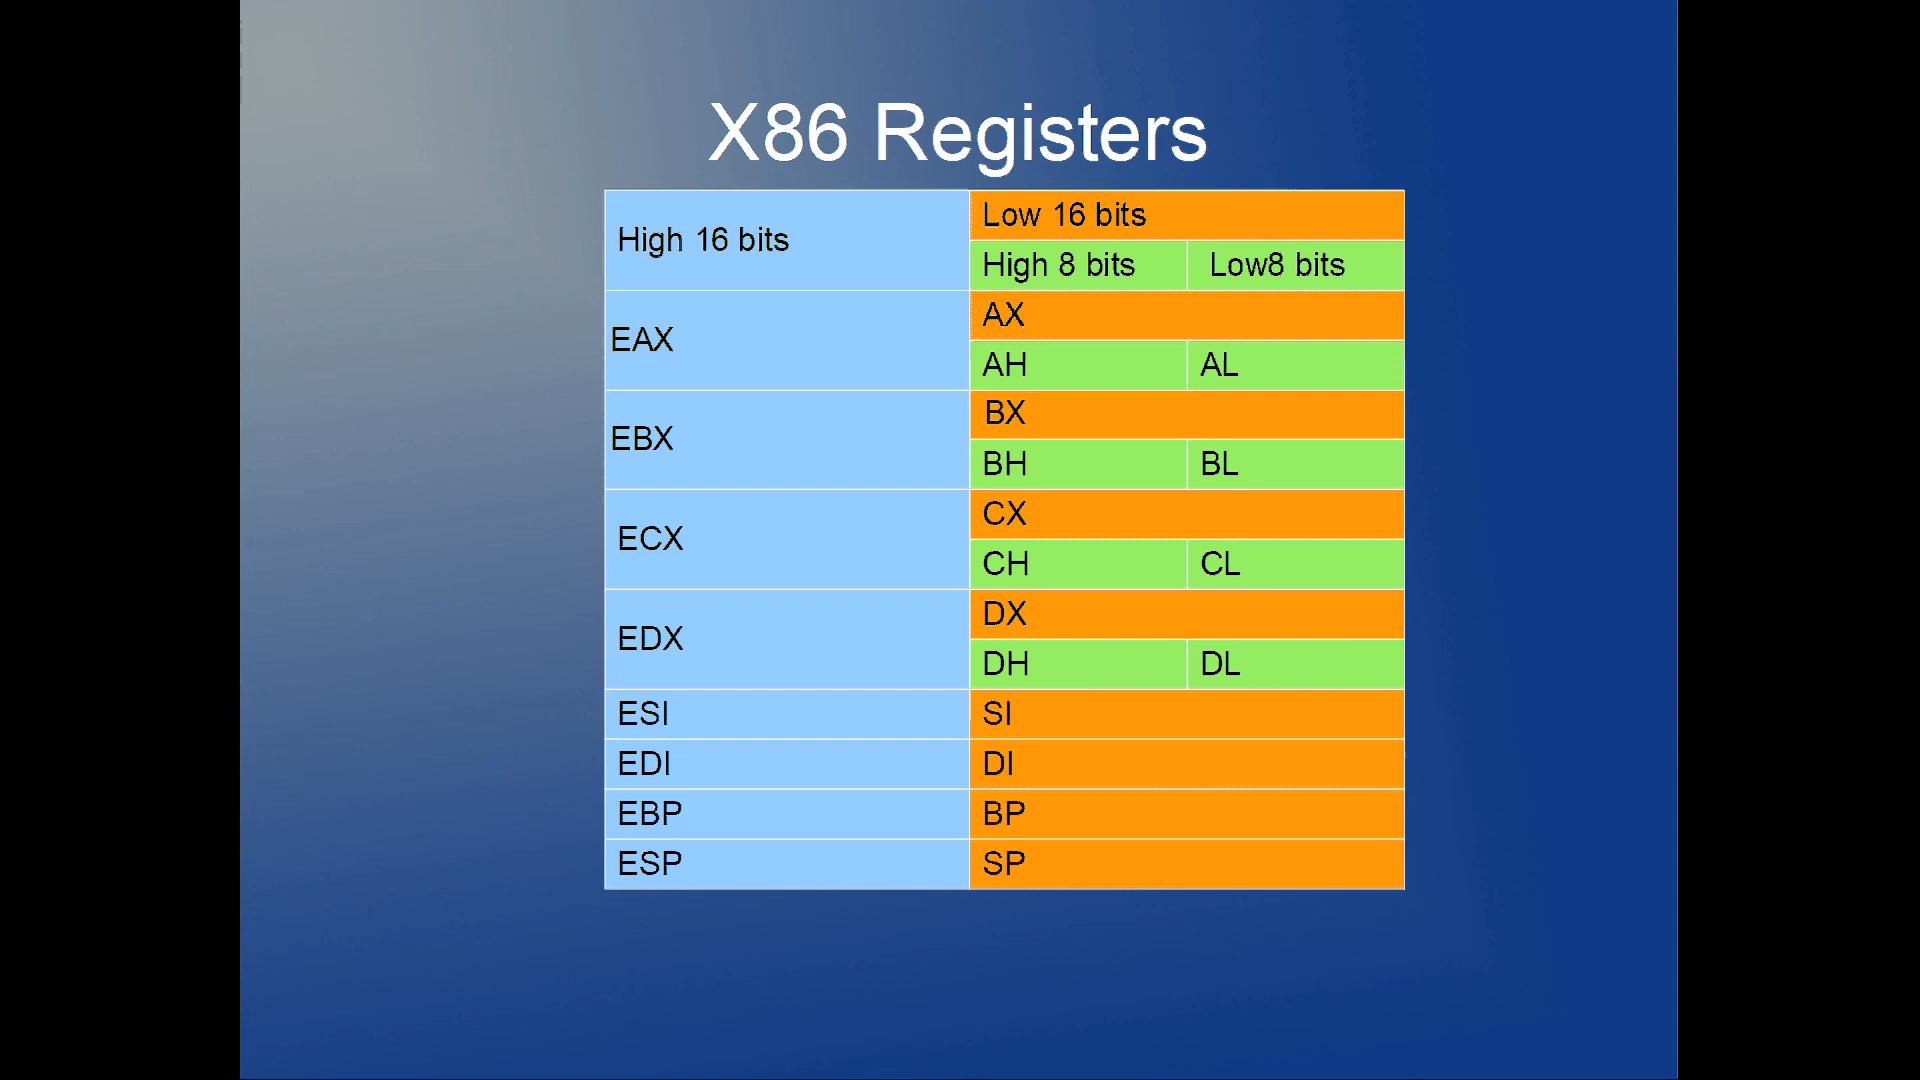 X86 Registers
High 16 bits
Low 16 bits
High 8 bits
Low8 bits
EAX
AX
AH
AL
EBX
BX
BH
BL
ECX
CX
CH
CL
EDX
DX
DH
DL
ESI
SI
EDI
DI
EBP
BP
ESP
SP